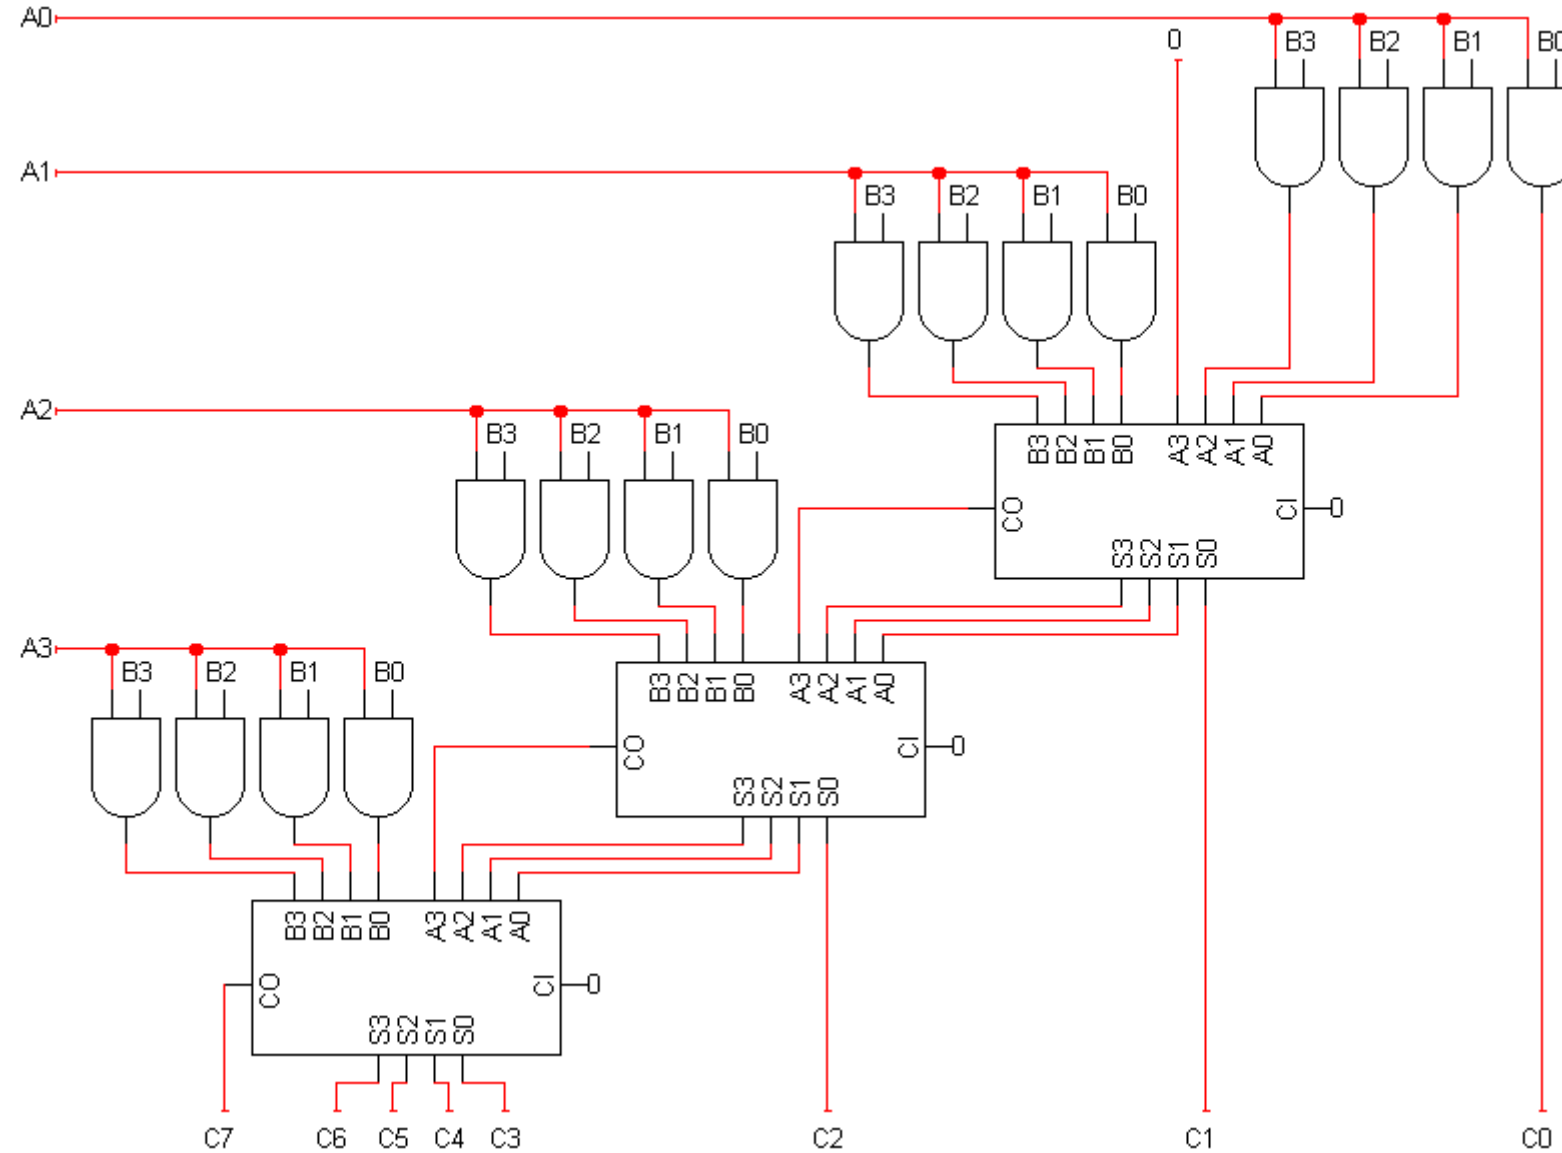 A0
0 B3 B2 B1 B0
A1
B3 B2 B1 B0
A2
B3 B2 B1 B0
B3 B2 B1 B0 A3 A2 A1 A0
CO CI 0
S3 S2 S1 S0
A3
B3 B2 B1 B0
B3 B2 B1 B0 A3 A2 A1 A0
CO CI 0
S3 S2 S1 S0
B3 B2 B1 B0 A3 A2 A1 A0
CO CI 0
S3 S2 S1 S0
C7 C6 C5 C4 C3 C2 C1 C0